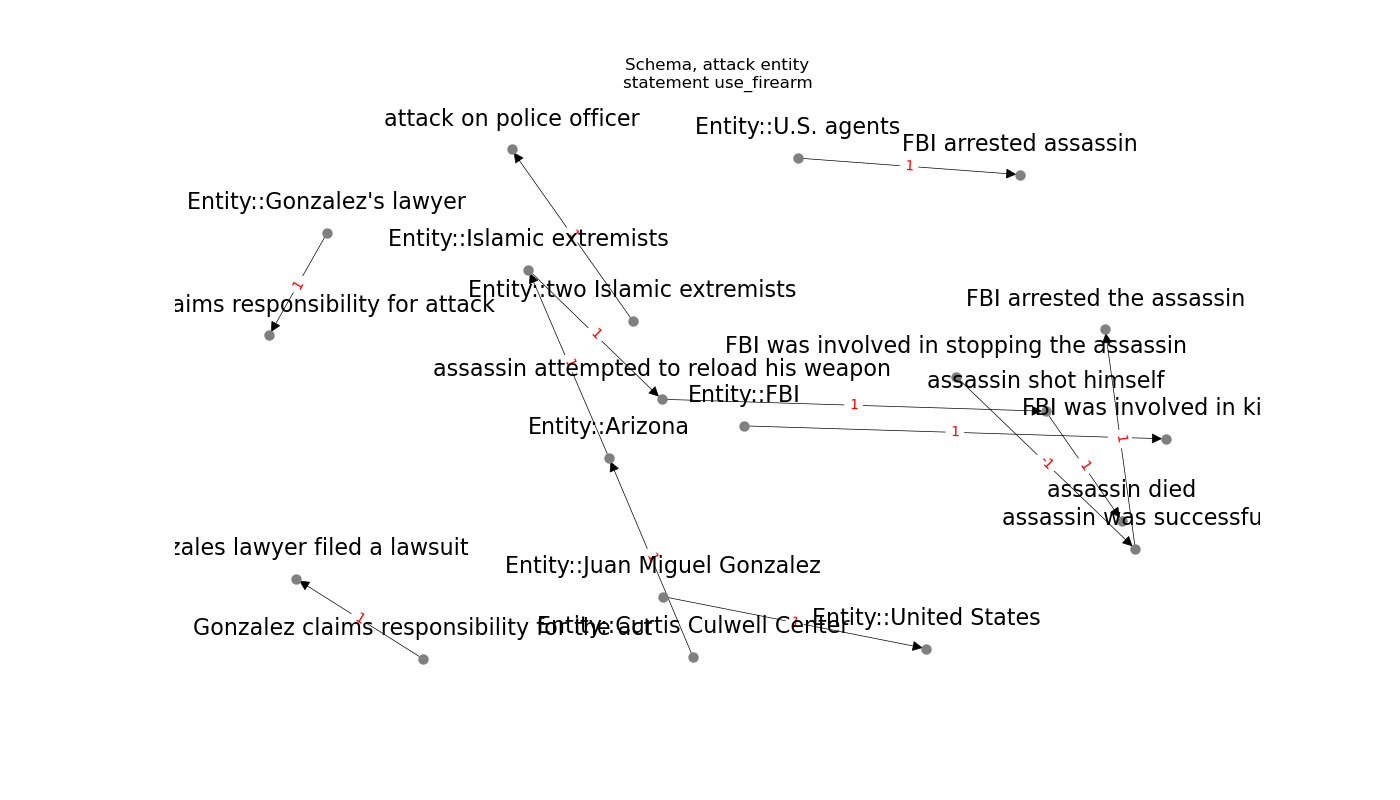 Schema, attack entity
statement use_firearm
attack on police officer
Entity::U.S. agents
FBI arrested assassin
1
Entity::Gonzalez's lawyer
Entity::Islamic extremists
1
1
aims responsibility for attack
Entity::two Islamic extremists
FBI arrested the assassin
1
FBI was involved in stopping the assassin
1
assassin attempted to reload his weapon
assassin shot himself
Entity::FBI
1
FBI was involved in ki
Entity::Arizona
1
1
-1
1
assassin died
assassin was successfu
zales lawyer filed a lawsuit
1
Entity::Juan Miguel Gonzalez
1
Entity::United States
1
Gonzalez claims responsibility for the act
Entity::Curtis Culwell Center